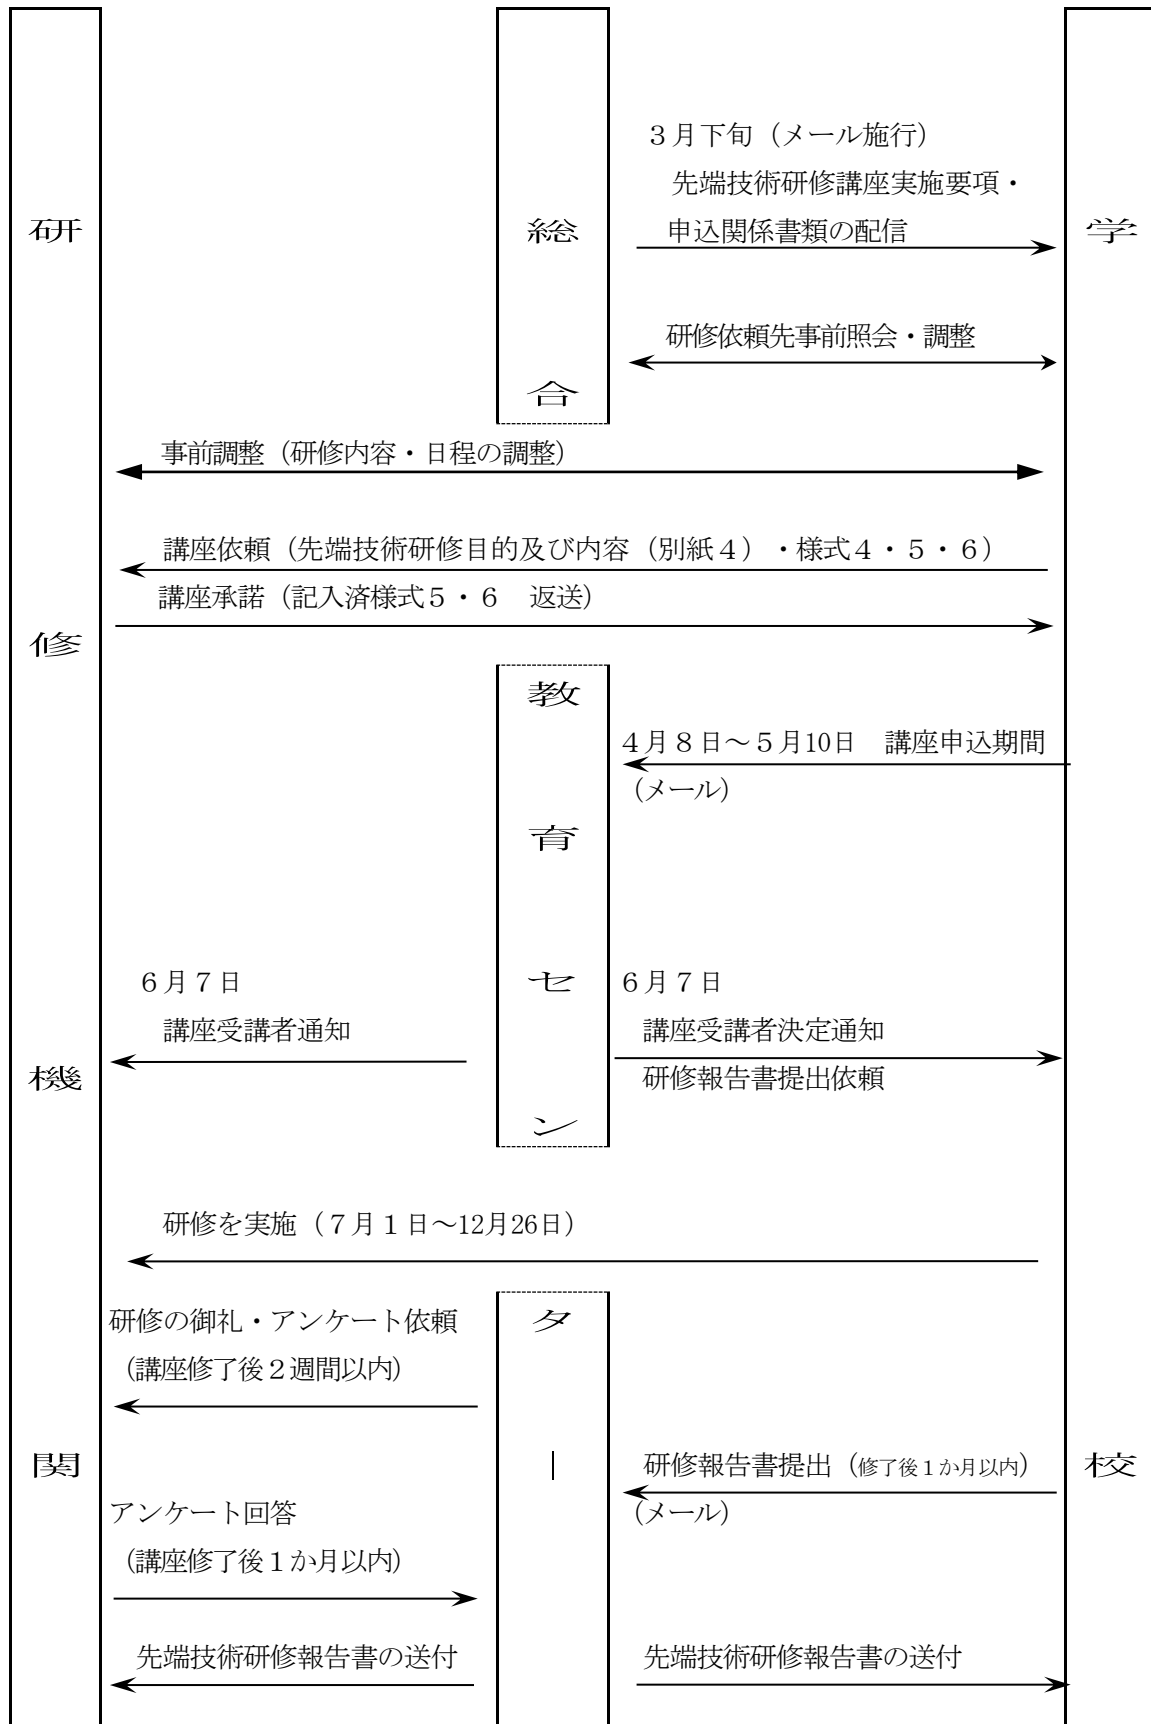 研修機関
総合教育センター
学校
３月下旬（メール施行）
先端技術研修講座実施要項・
申込関係書類の配信
研修依頼先事前照会・調整
事前調整（研修内容・日程の調整）
講座依頼（先端技術研修目的及び内容（別紙４）・様式４・５・６）
講座承諾（記入済様式５・６　返送）
４月８日～５月10日　講座申込期間
（メール）
６月７日
講座受講者通知
６月７日
講座受講者決定通知
研修報告書提出依頼
研修を実施（７月１日～12月26日）
研修の御礼・アンケート依頼
（講座修了後２週間以内）
研修報告書提出（修了後１か月以内）
（メール）
アンケート回答
（講座修了後１か月以内）
先端技術研修報告書の送付
先端技術研修報告書の送付